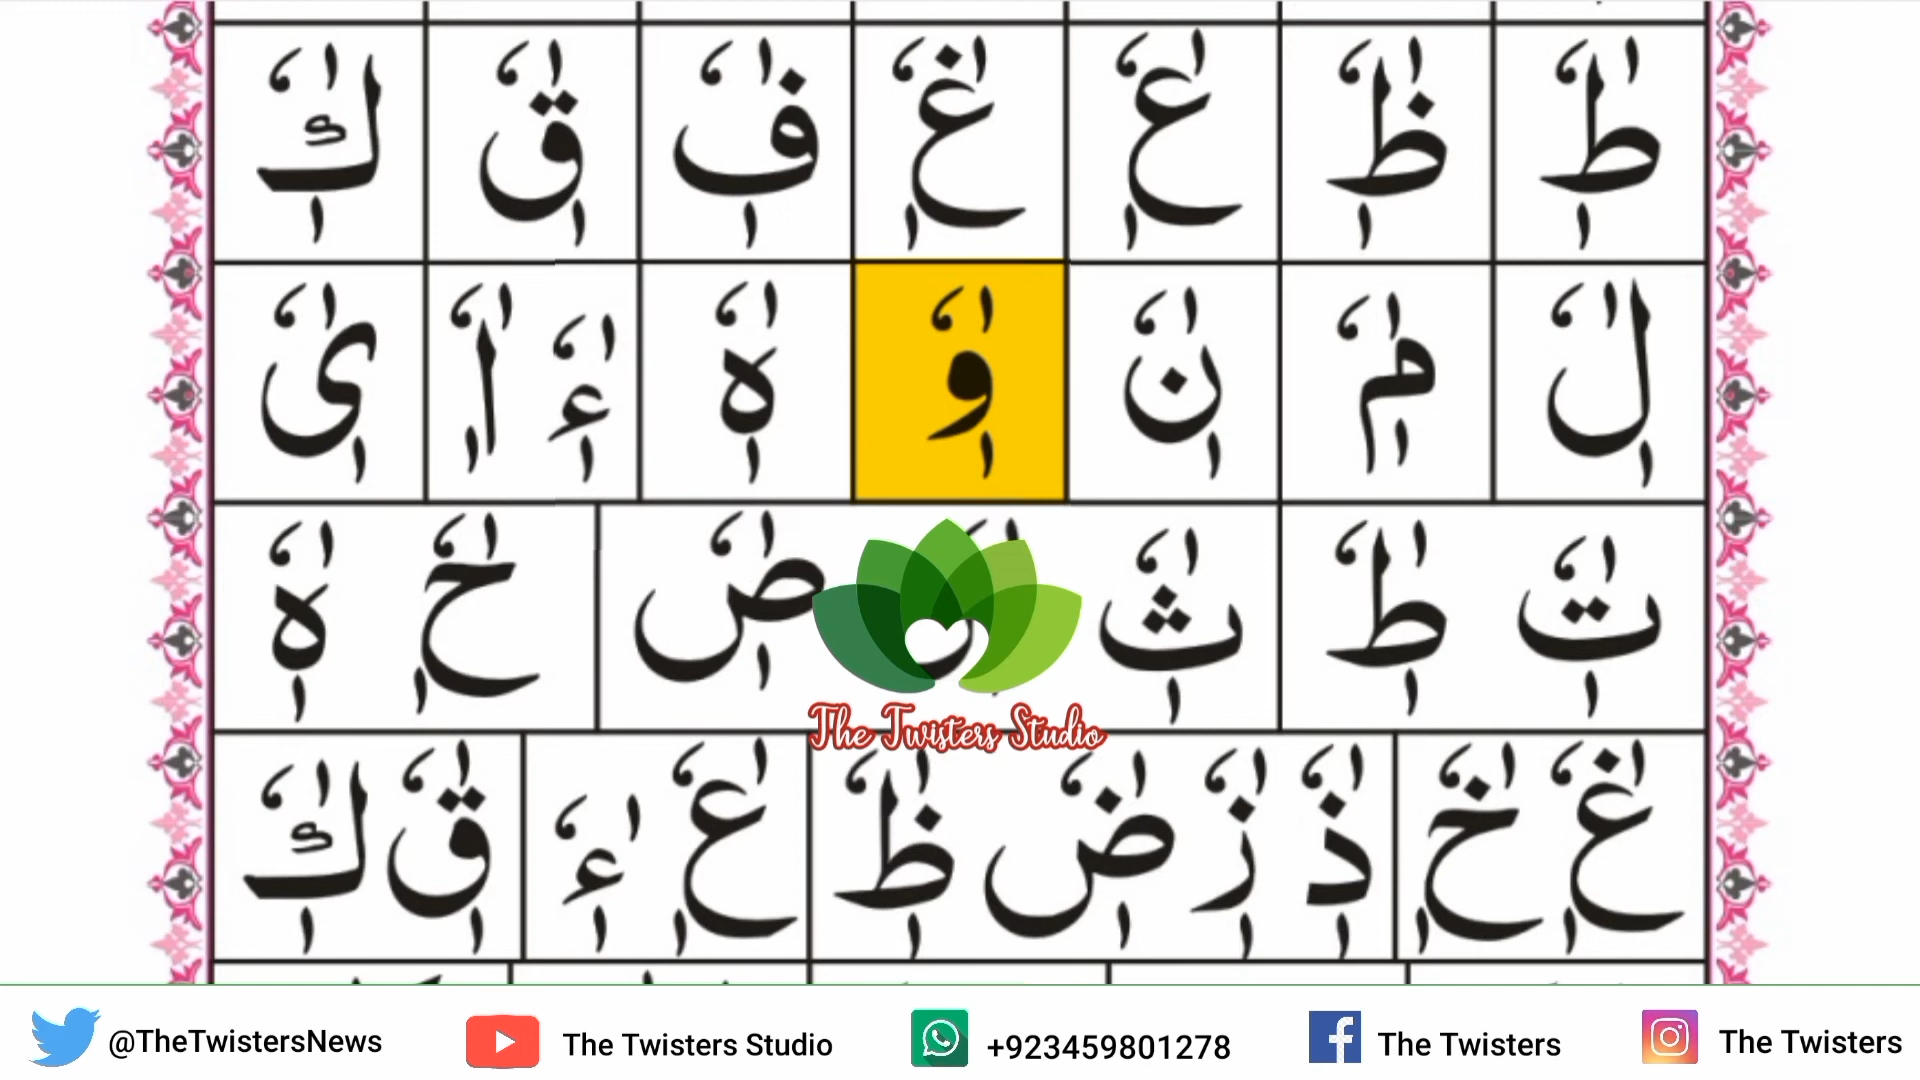 طٰٖٗ ظٰٖٗ عٰٖٗ غٰٖٗ فٰٖٗ قٰٖٗ كٰٖٗ
لٰٖٗ مٰٖٗ نٰٖٗ وٰٖٗ ہٰٖٗ ءٰٖٗ اٰٖٗ یٰٖٗ
تٰٖٗ طٰٖٗ ثٰٖٗ صٰٖٗ حٰٖٗ ہٰٖٗ
The Twisters Studio
غٰٖٗ خٰٖٗ ذٰٖٗ زٰٖٗ ضٰٖٗ ظٰٖٗ عٰٖٗ ءٰٖٗ قٰٖٗ كٰٖٗ
@TheTwistersNews The Twisters Studio +923459801278 The Twisters The Twisters